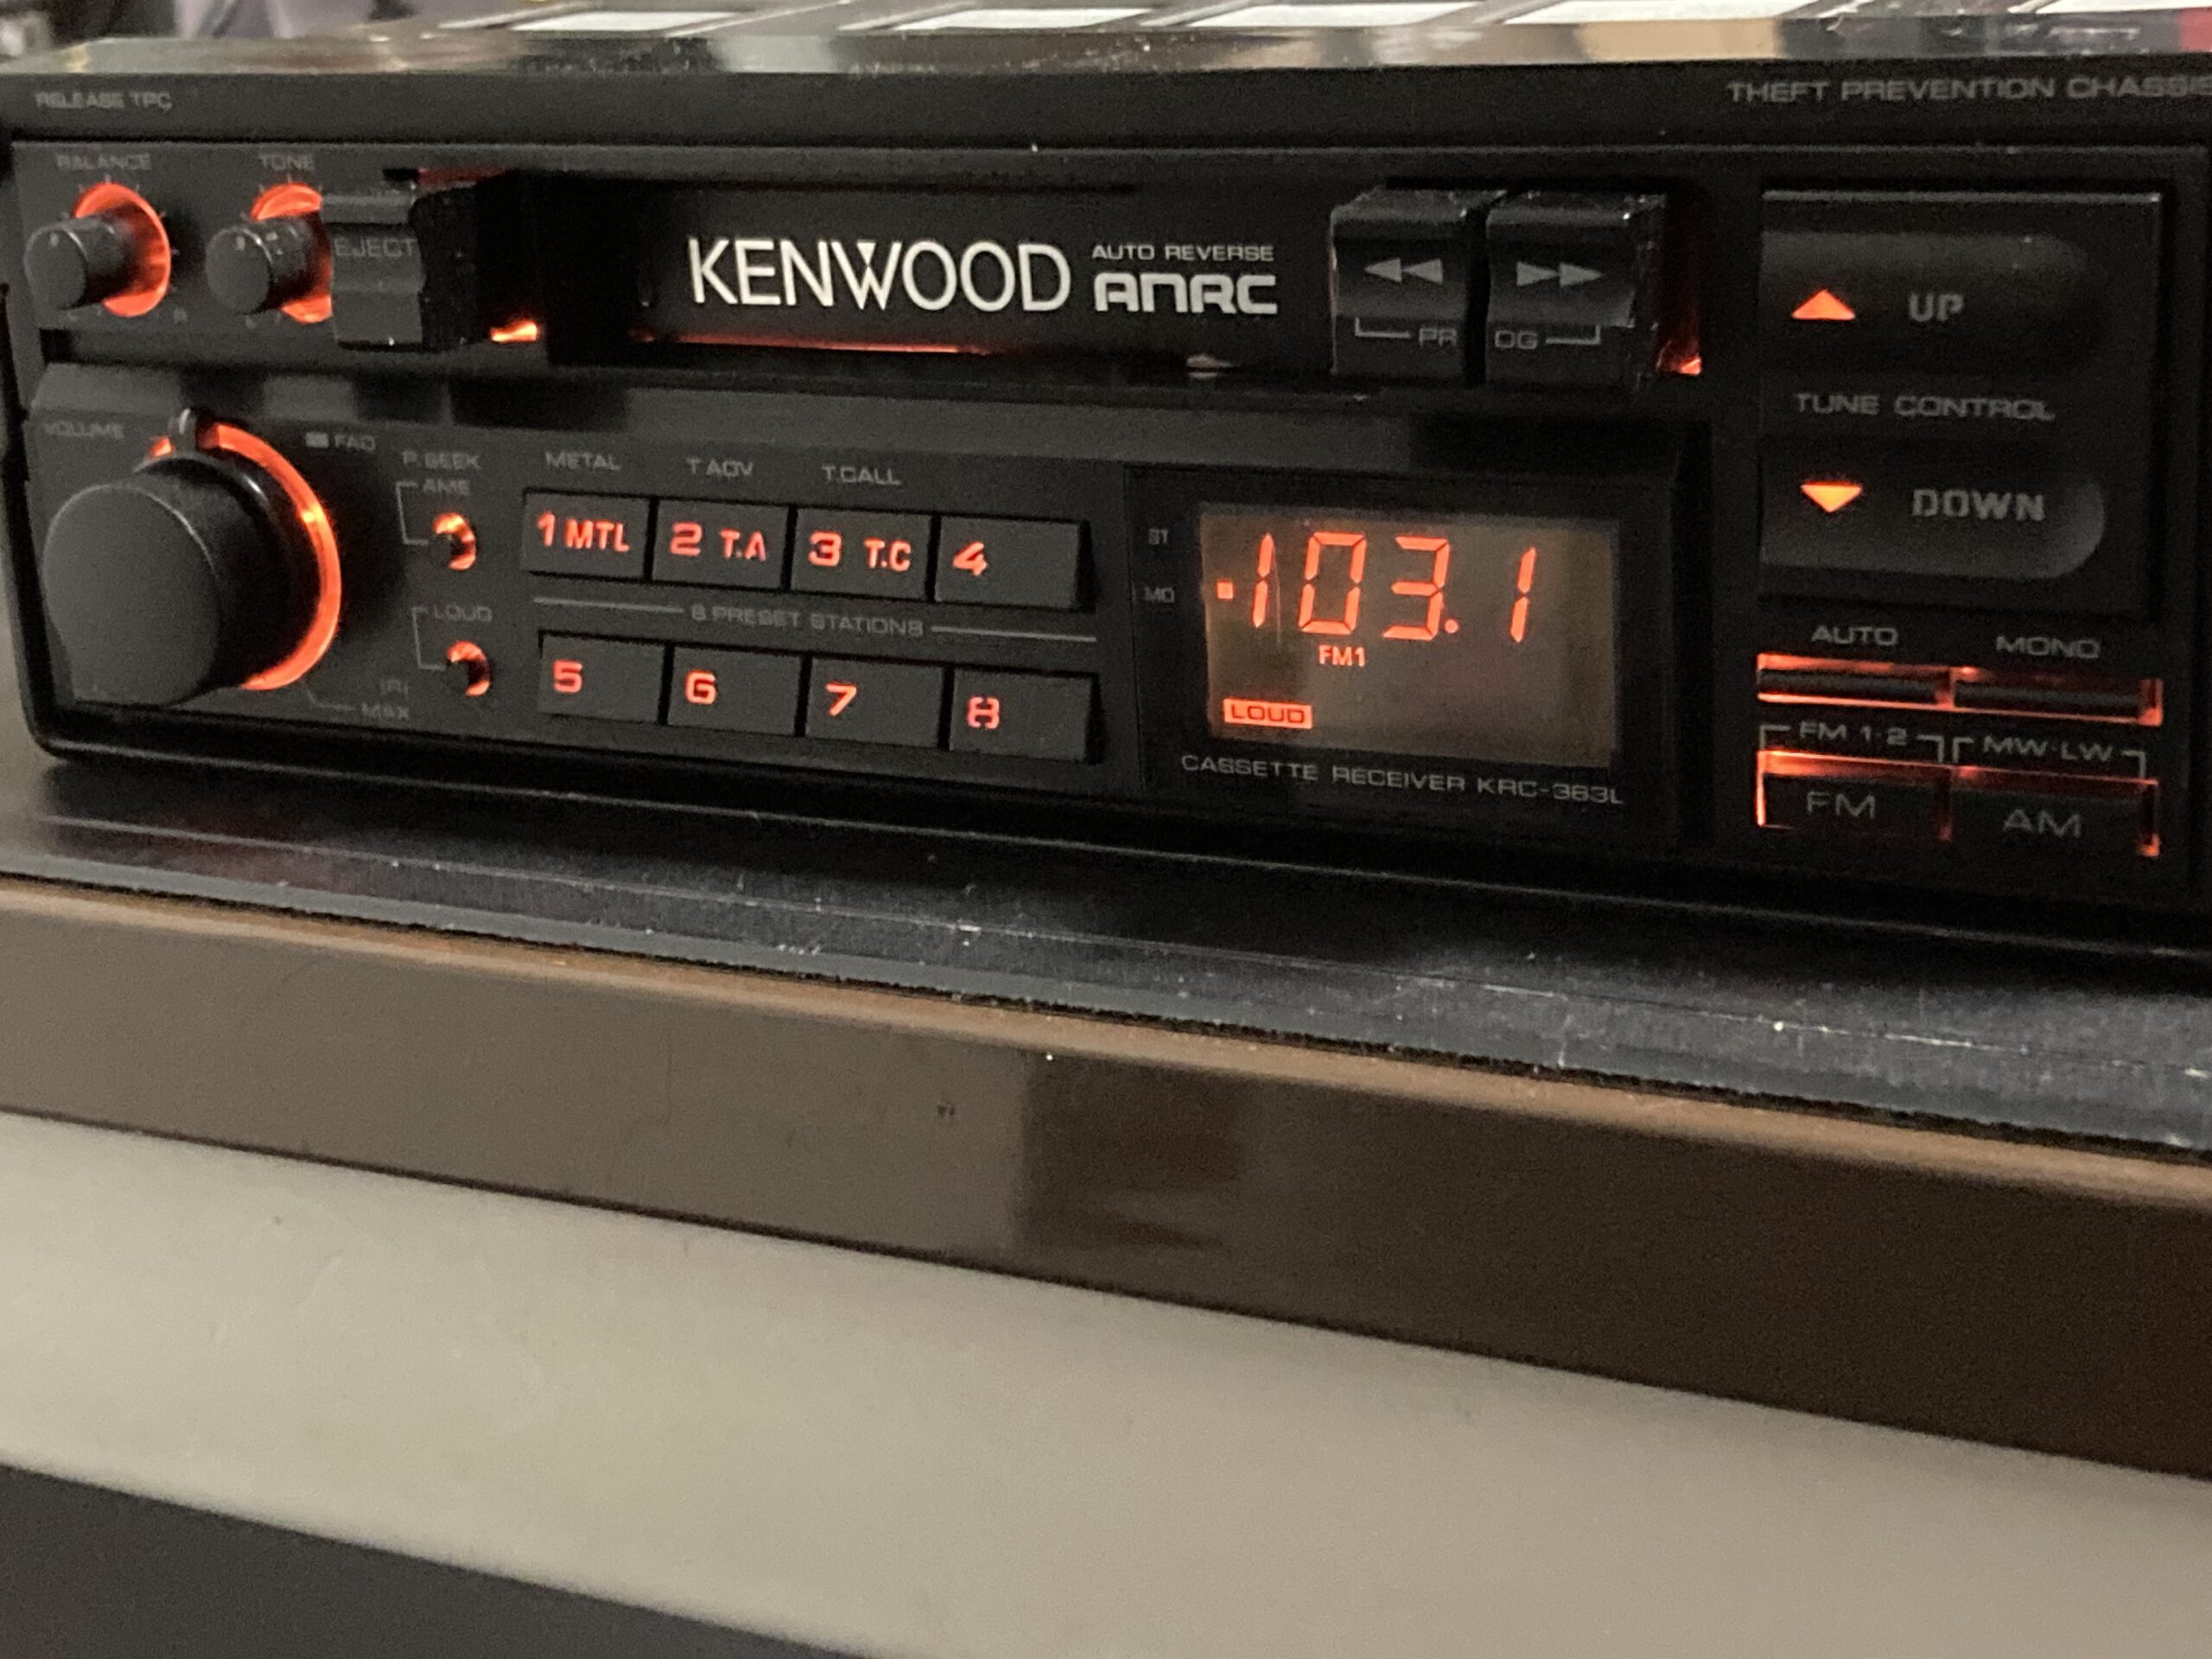 RELEASE TPC
THEFT PREVENTION CHASSIS
BALANCE
TONE
EJECT
KENWOOD
AUTO REVERSE
ANRC
PR
OG
UP
TUNE CONTROL
DOWN
VOLUME
FAD
P.SEEK
AME
LOUD
MAX
METAL
T.ADV
T.CALL
1 MTL
2 T.A
3 T.C
4
8 PRESET STATIONS
5
6
7
8
ST
MO
103.1
FM1
LOUD
CASSETTE RECEIVER KRC-363L
AUTO
MONO
FM 1·2
MW·LW
FM
AM